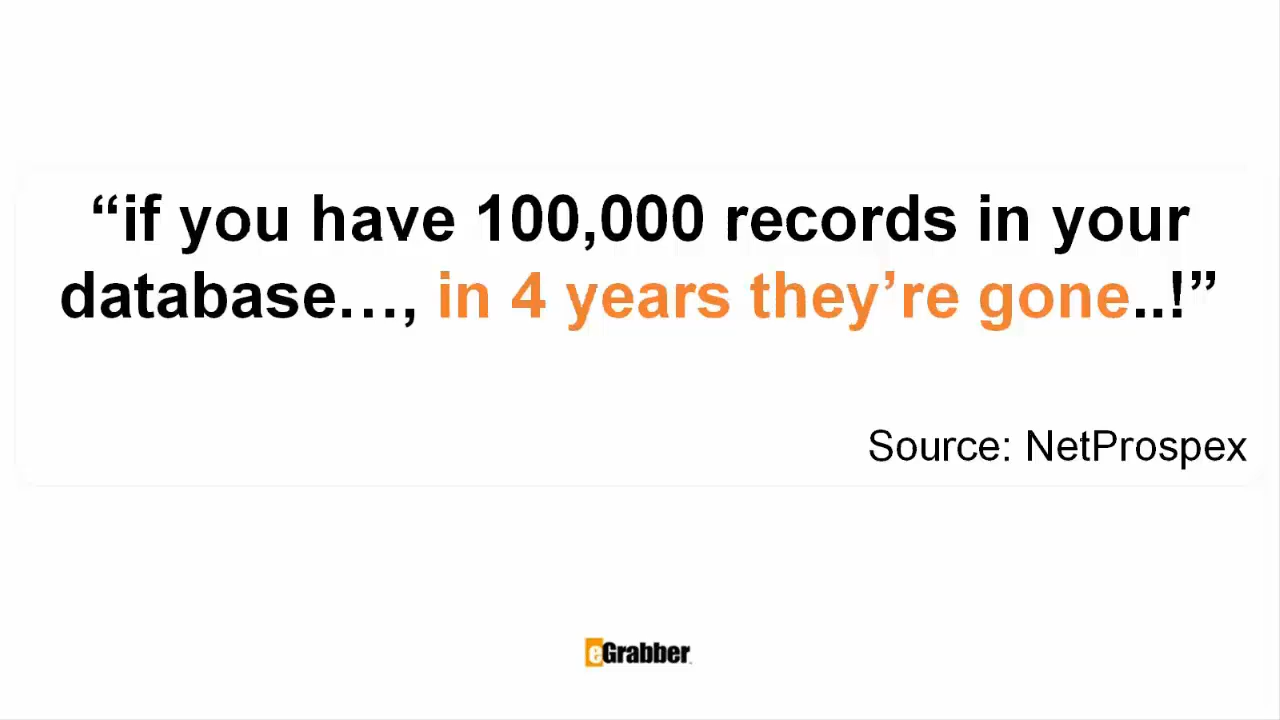 “if you have 100,000 records in your
database…, in 4 years they’re gone..!”
Source: NetProspex
eGrabber